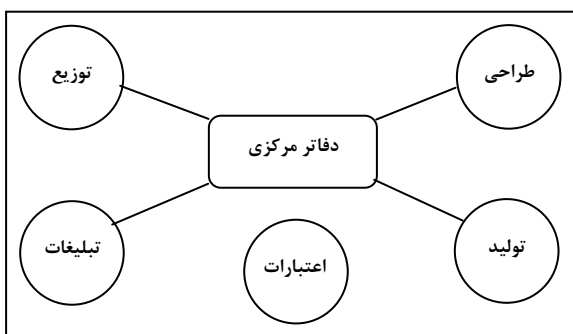 طراحی
توزیع
دفاتر مرکزی
تولید
تبلیغات
اعتبارات